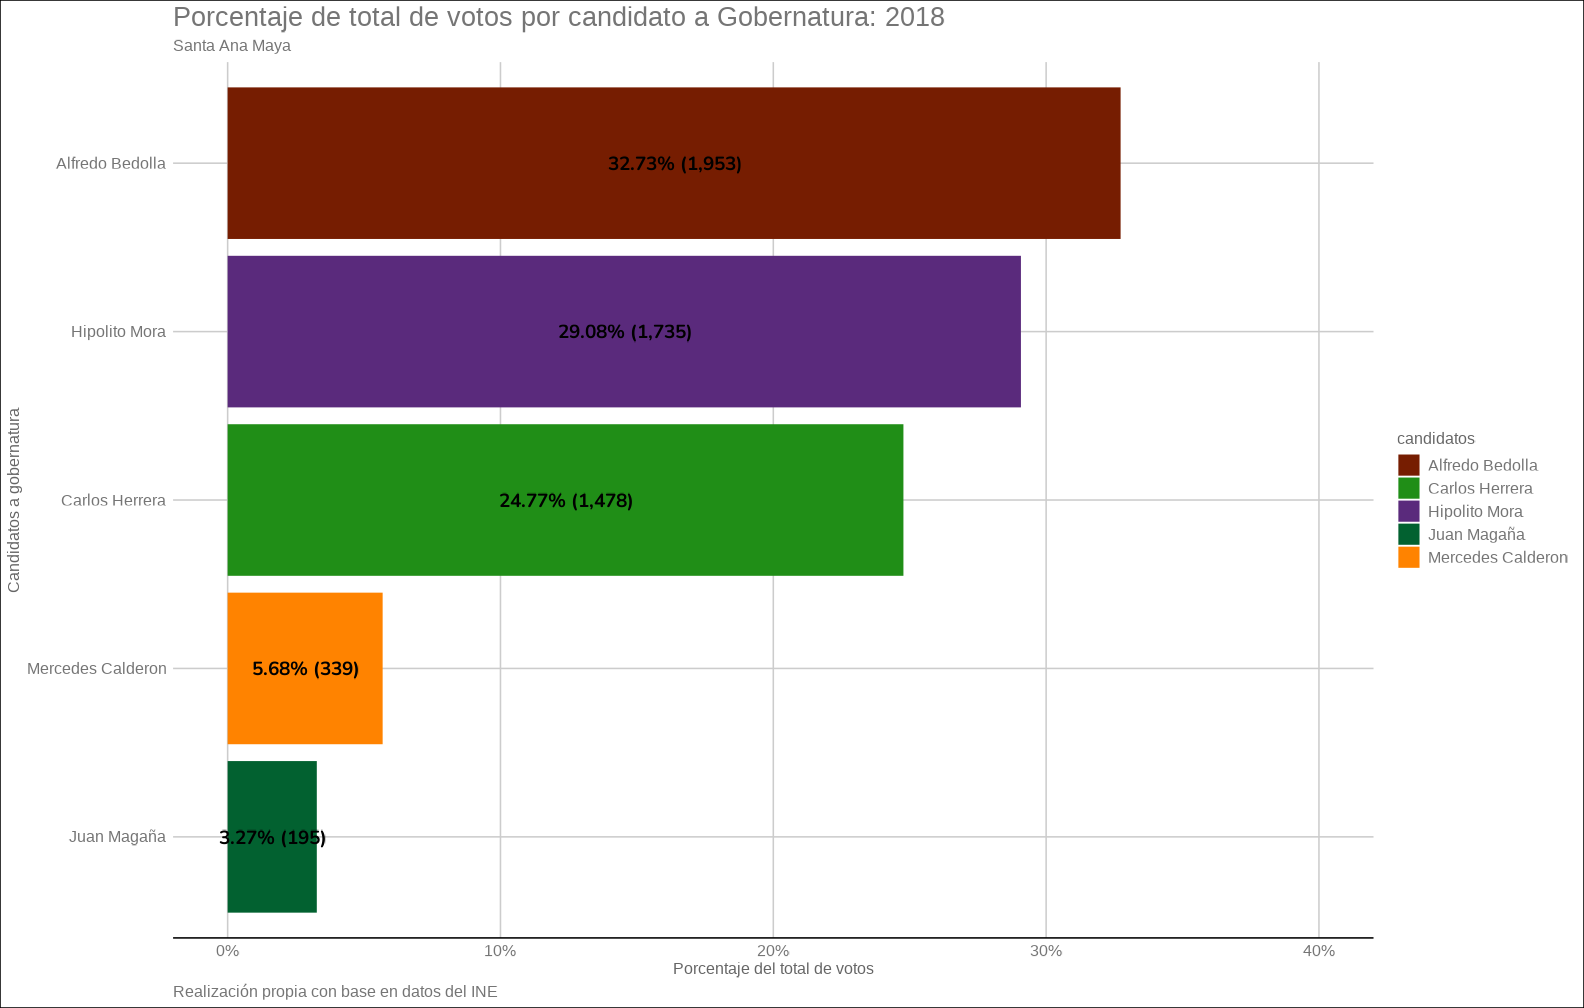 Porcentaje de total de votos por candidato a Gobernatura: 2018
Santa Ana Maya
Candidatos a gobernatura
Alfredo Bedolla
32.73% (1,953)
Hipolito Mora
29.08% (1,735)
Carlos Herrera
24.77% (1,478)
Mercedes Calderon
5.68% (339)
Juan Magaña
3.27% (195)
0% 10% 20% 30% 40%
Porcentaje del total de votos
Realización propia con base en datos del INE
candidatos
Alfredo Bedolla
Carlos Herrera
Hipolito Mora
Juan Magaña
Mercedes Calderon